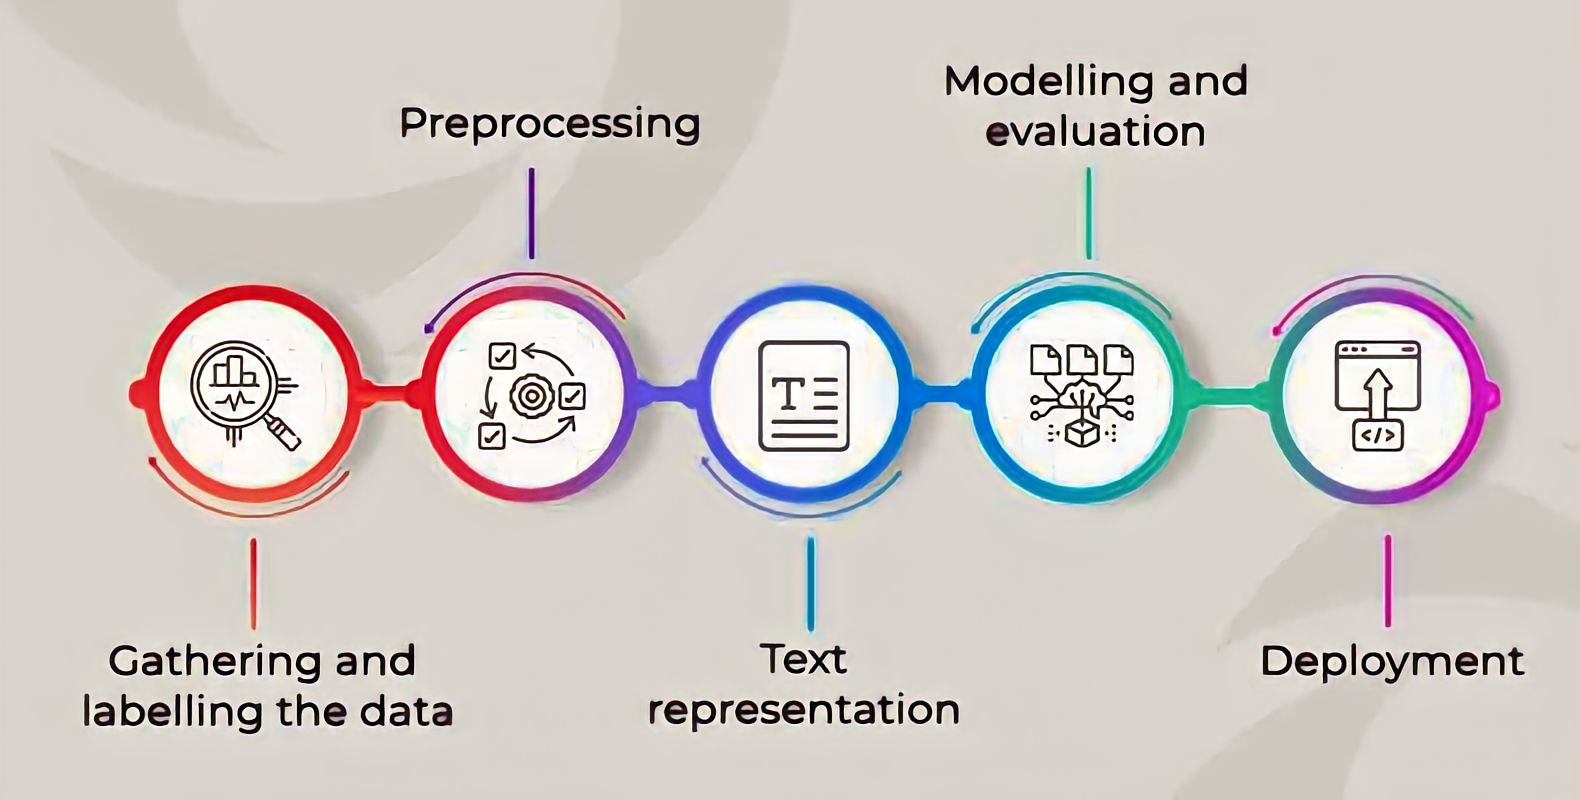 Gathering and
labelling the data
Preprocessing
T
Text
representation
Modelling and
evaluation
</>
Deployment